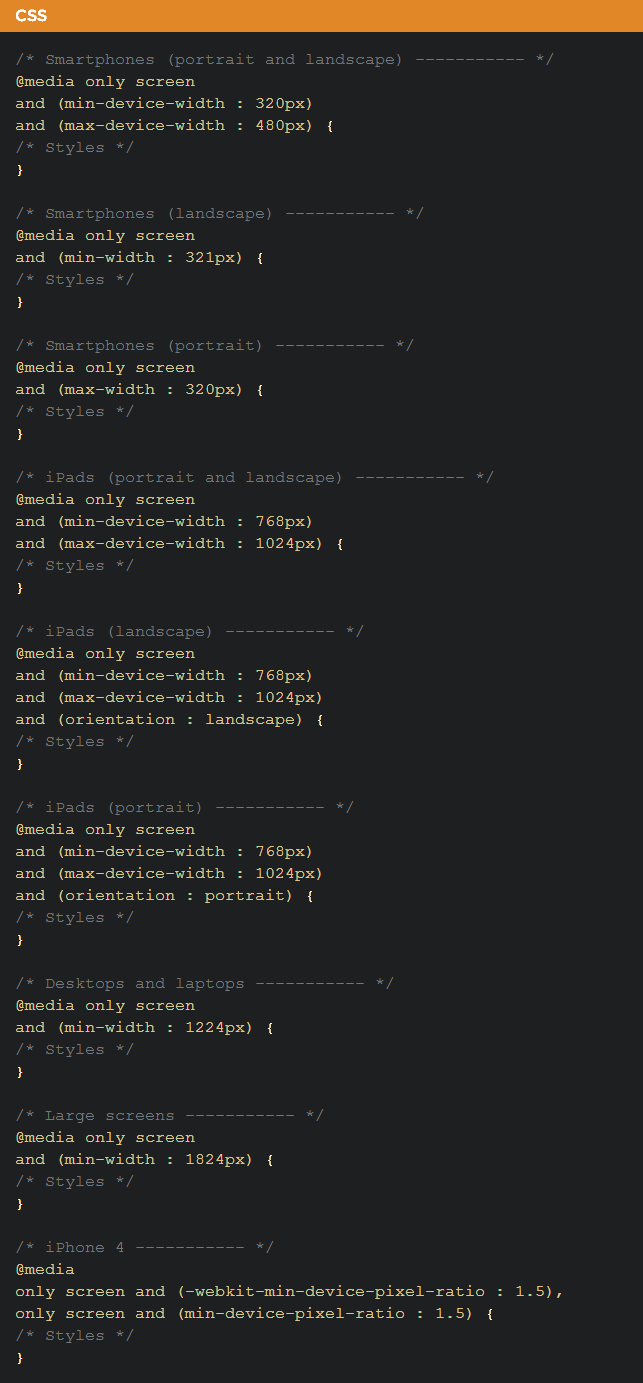 CSS
/* Smartphones (portrait and landscape) ----------- */
@media only screen
and (min-device-width : 320px)
and (max-device-width : 480px) {
/* Styles */
}
/* Smartphones (landscape) ----------- */
@media only screen
and (min-width : 321px) {
/* Styles */
}
/* Smartphones (portrait) ----------- */
@media only screen
and (max-width : 320px) {
/* Styles */
}
/* iPads (portrait and landscape) ----------- */
@media only screen
and (min-device-width : 768px)
and (max-device-width : 1024px) {
/* Styles */
}
/* iPads (landscape) ----------- */
@media only screen
and (min-device-width : 768px)
and (max-device-width : 1024px)
and (orientation : landscape) {
/* Styles */
}
/* iPads (portrait) ----------- */
@media only screen
and (min-device-width : 768px)
and (max-device-width : 1024px)
and (orientation : portrait) {
/* Styles */
}
/* Desktops and laptops ----------- */
@media only screen
and (min-width : 1224px) {
/* Styles */
}
/* Large screens ----------- */
@media only screen
and (min-width : 1824px) {
/* Styles */
}
/* iPhone 4 ----------- */
@media
only screen and (-webkit-min-device-pixel-ratio : 1.5),
only screen and (min-device-pixel-ratio : 1.5) {
/* Styles */
}